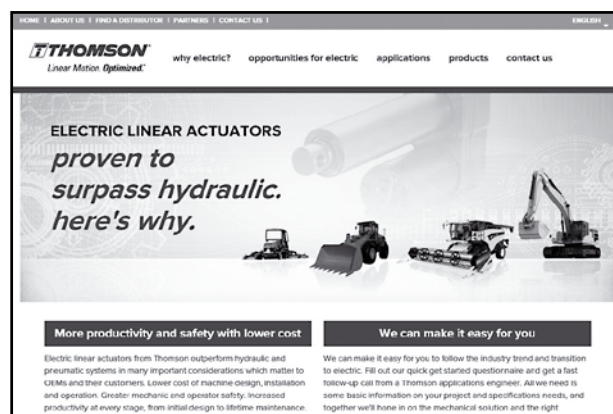 HOME | ABOUT US | FIND A DISTRIBUTOR | PARTNERS | CONTACT US |
ENGLISH
THOMSON
Linear Motion. Optimized.™
why electric? opportunities for electric applications products contact us
ELECTRIC LINEAR ACTUATORS
proven to
surpass hydraulic.
here's why.
More productivity and safety with lower cost
Electric linear actuators from Thomson outperform hydraulic and
pneumatic systems in many important considerations which matter to
OEMs and their customers. Lower cost of machine design, installation
and operation. Greater mechanic and operator safety. Increased
productivity at every stage, from initial design to lifetime maintenance.
We can make it easy for you
We can make it easy for you to follow the industry trend and transition
to electric. Fill out our quick get started questionnaire and get a fast
follow-up call from a Thomson applications engineer. All we need is
some basic information on your project and specifications needs, and
together we'll hone in on the mechanical solution and the right